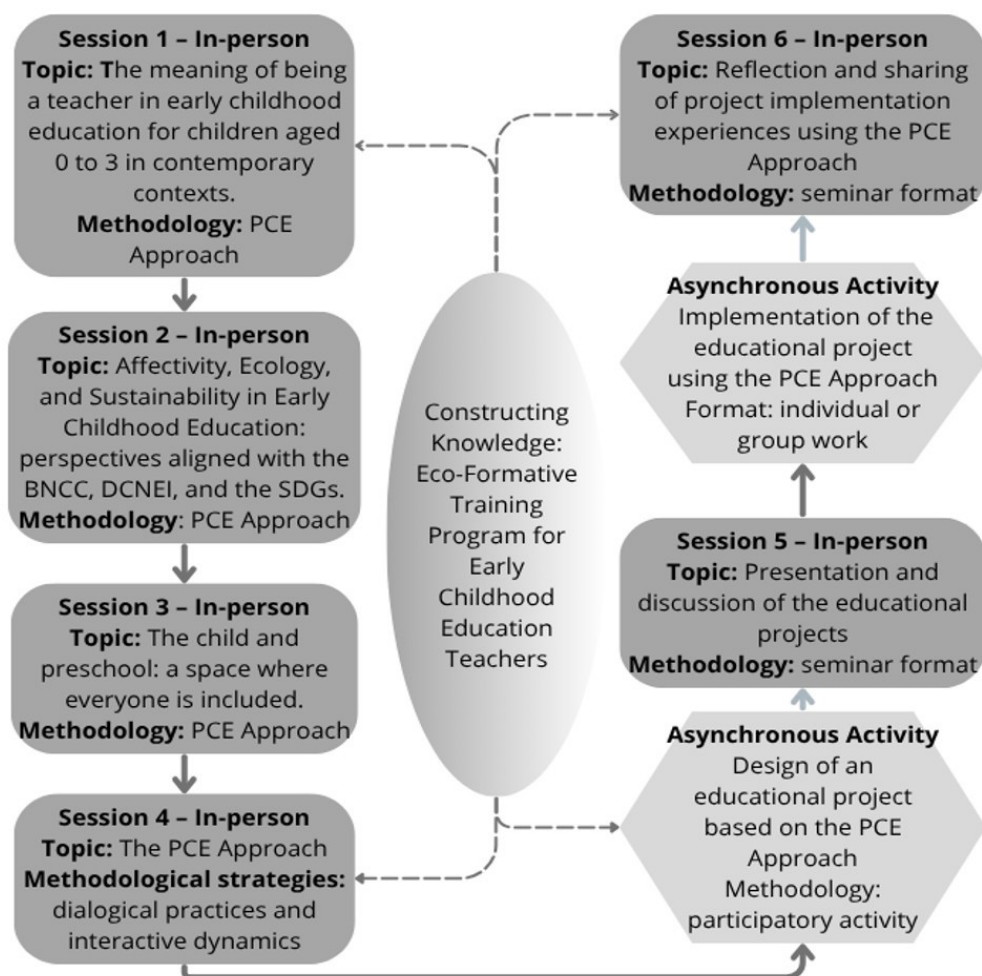 Session 1 – In-person
Topic: The meaning of being
a teacher in early childhood
education for children aged
0 to 3 in contemporary
contexts.
Methodology: PCE
Approach
Session 2 – In-person
Topic: Affectivity, Ecology,
and Sustainability in Early
Childhood Education:
perspectives aligned with the
BNCC, DCNEI, and the SDGs.
Methodology: PCE Approach
Session 3 – In-person
Topic: The child and
preschool: a space where
everyone is included.
Methodology: PCE Approach
Session 4 – In-person
Topic: The PCE Approach
Methodological strategies:
dialogical practices and
interactive dynamics
Constructing
Knowledge:
Eco-Formative
Training
Program for
Early
Childhood
Education
Teachers
Asynchronous Activity
Design of an
educational project
based on the PCE
Approach
Methodology:
participatory activity
Session 5 – In-person
Topic: Presentation and
discussion of the educational
projects
Methodology: seminar format
Asynchronous Activity
Implementation of the
educational project
using the PCE Approach
Format: individual or
group work
Session 6 – In-person
Topic: Reflection and sharing
of project implementation
experiences using the PCE
Approach
Methodology: seminar format